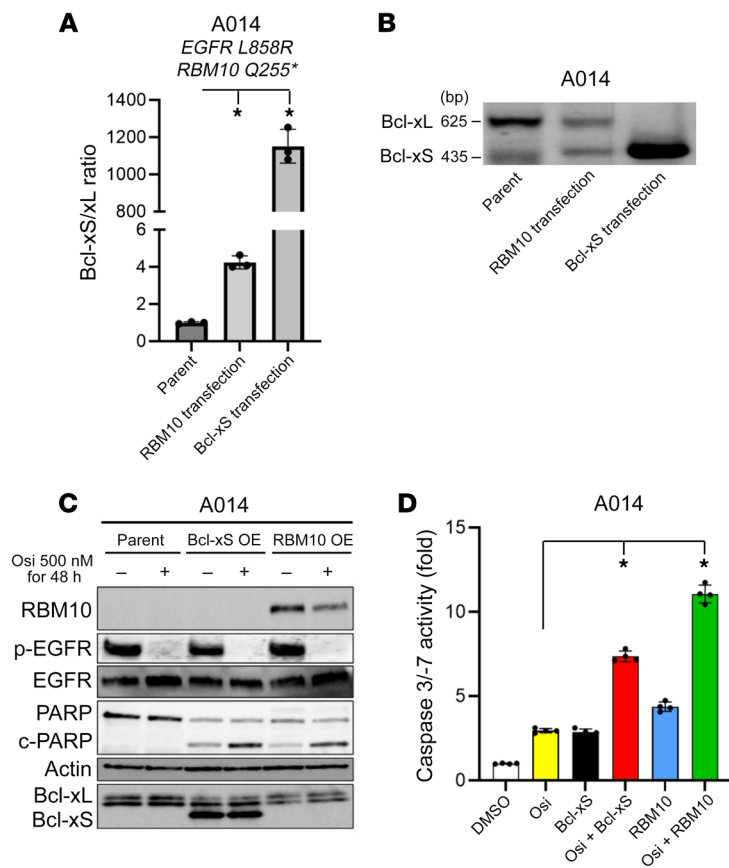 A
A014
EGFR L858R
RBM10 Q255*
*
*
1400
1200
1000
800
6
4
2
0
Bcl-xS/xL ratio
Parent
RBM10 transfection
Bcl-xS transfection
B
A014
(bp)
Bcl-xL 625
Bcl-xS 435
Parent
RBM10 transfection
Bcl-xS transfection
C
A014
Parent Bcl-xS OE RBM10 OE
Osi 500 nM
for 48 h
– + – + – +
RBM10
p-EGFR
EGFR
PARP
c-PARP
Actin
Bcl-xL
Bcl-xS
D
A014
*
*
15
10
5
0
Caspase 3/-7 activity (fold)
DMSO
Osi
Bcl-xS
Osi + Bcl-xS
RBM10
Osi + RBM10